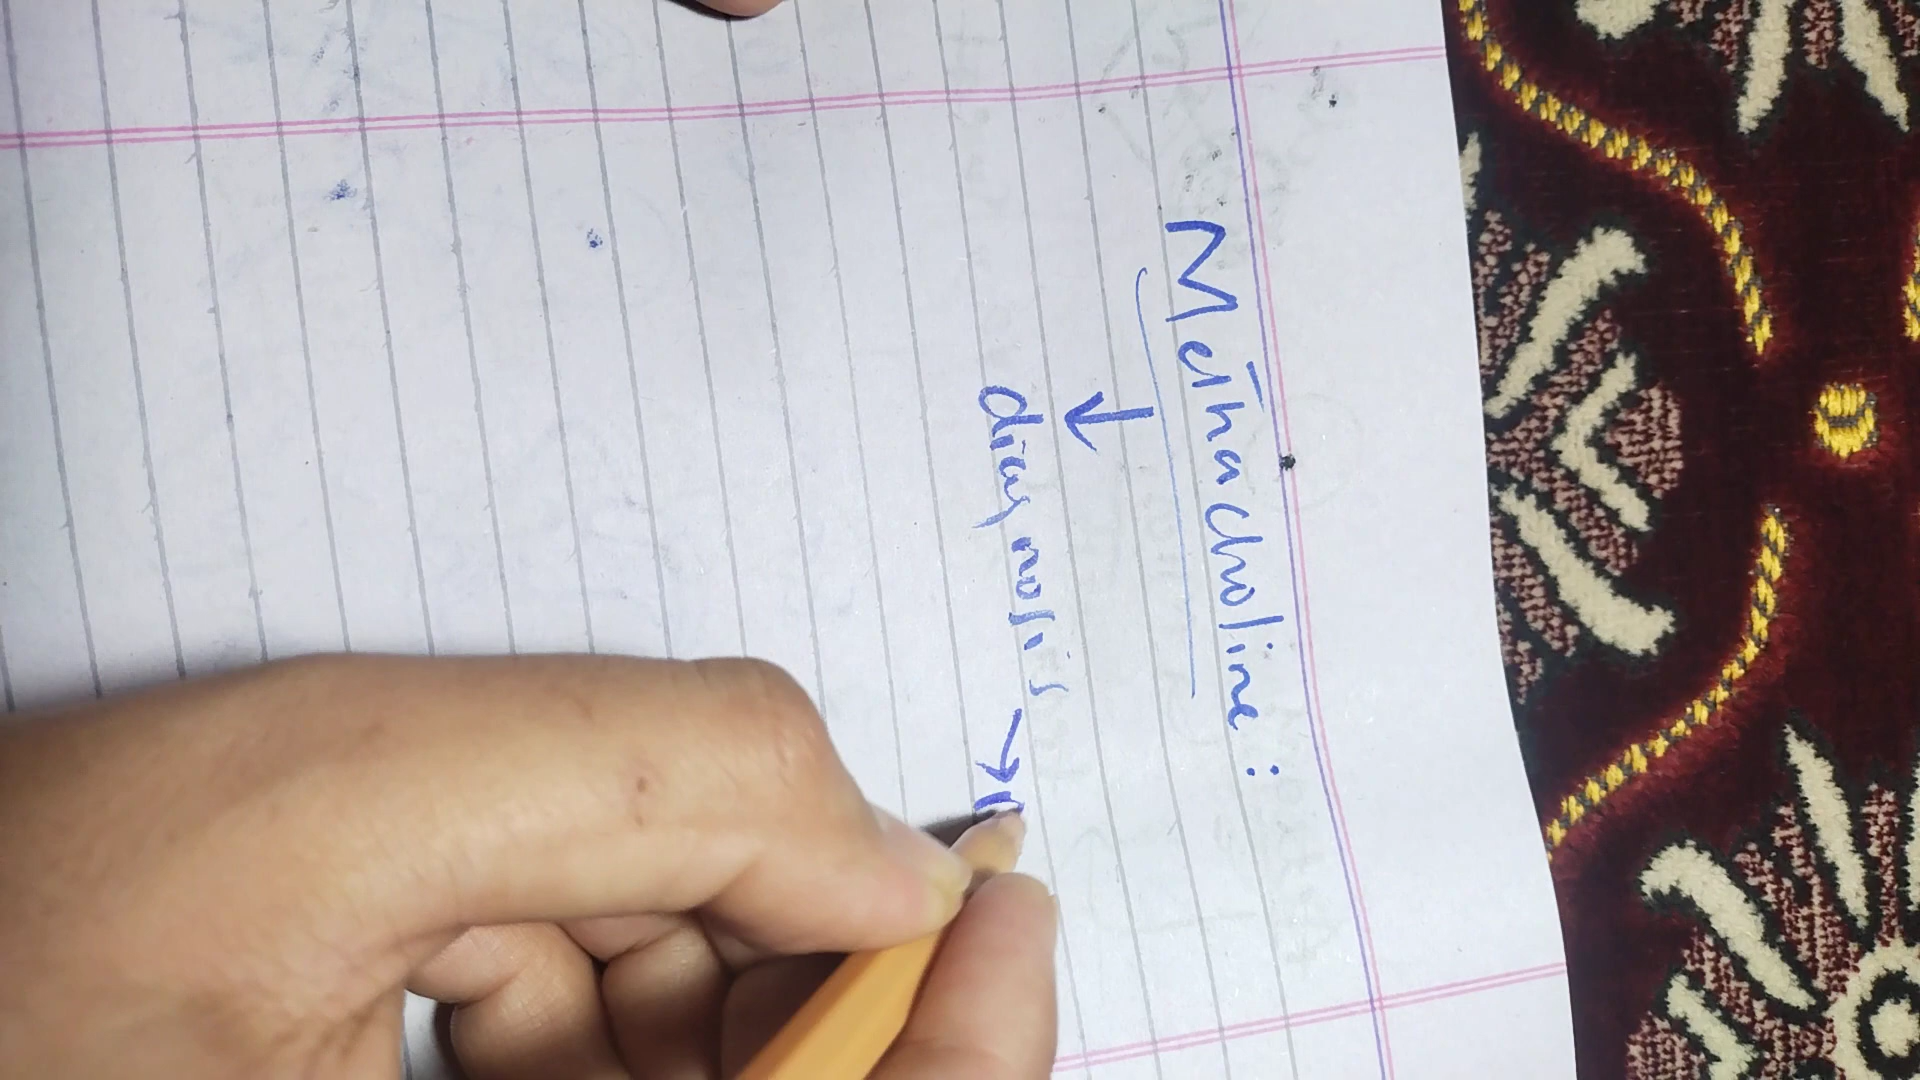 Methacholine :
↓
diagnosis →